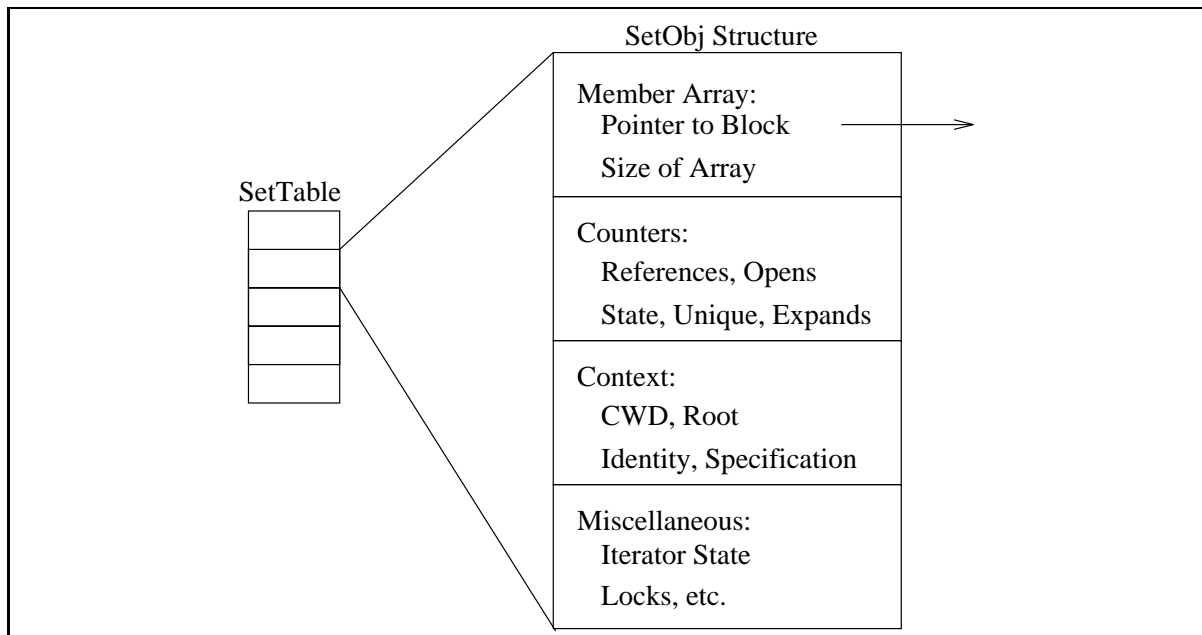 SetObj Structure
Member Array:
Pointer to Block
Size of Array
SetTable
Counters:
References, Opens
State, Unique, Expands
Context:
CWD, Root
Identity, Specification
Miscellaneous:
Iterator State
Locks, etc.